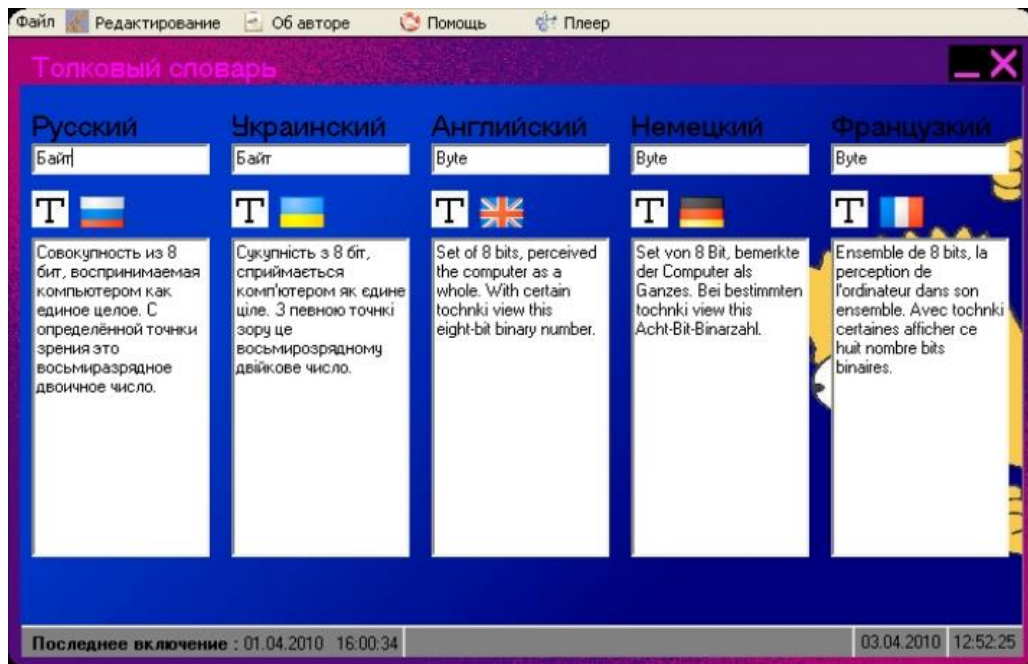 Файл Редактирование Об авторе Помощь Плеер
Толковый словарь
Русский Украинский Английский Немецкий Французкий
Байт Байт Byte Byte Byte
T T T T T
Совокупность из 8
бит, воспринимаемая
компьютером как
единое целое. С
определённой точнки
зрения это
восьмиразрядное
двоичное число.
Сукупність з 8 біт,
сприймається
комп'ютером як єдине
ціле. З певною точнкі
зору це
восьмирозрядному
двійкове число.
Set of 8 bits, perceived
the computer as a
whole. With certain
tochnki view this
eight-bit binary number.
Set von 8 Bit, bemerkte
der Computer als
Ganzes. Bei bestimmten
tochnki view this
Acht-Bit-Binarzahl.
Ensemble de 8 bits, la
perception de
l'ordinateur dans son
ensemble. Avec tochnki
certaines afficher ce
huit nombre bits
binaires.
Последнее включение : 01.04.2010 16:00:34 03.04.2010 12:52:25